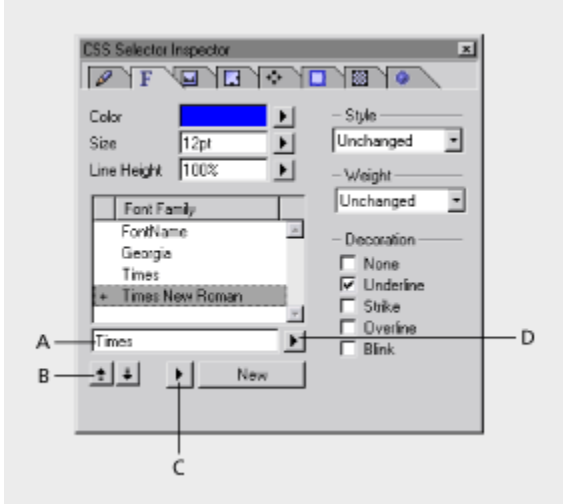 CSS Selector Inspector
F
Color
Size 12pt
Line Height 100%
Style
Unchanged
Weight
Unchanged
Font Family
FontName
Georgia
Times
+ Times New Roman
Decoration
None
Underline
Strike
Overline
Blink
A
Times
D
B
New
C